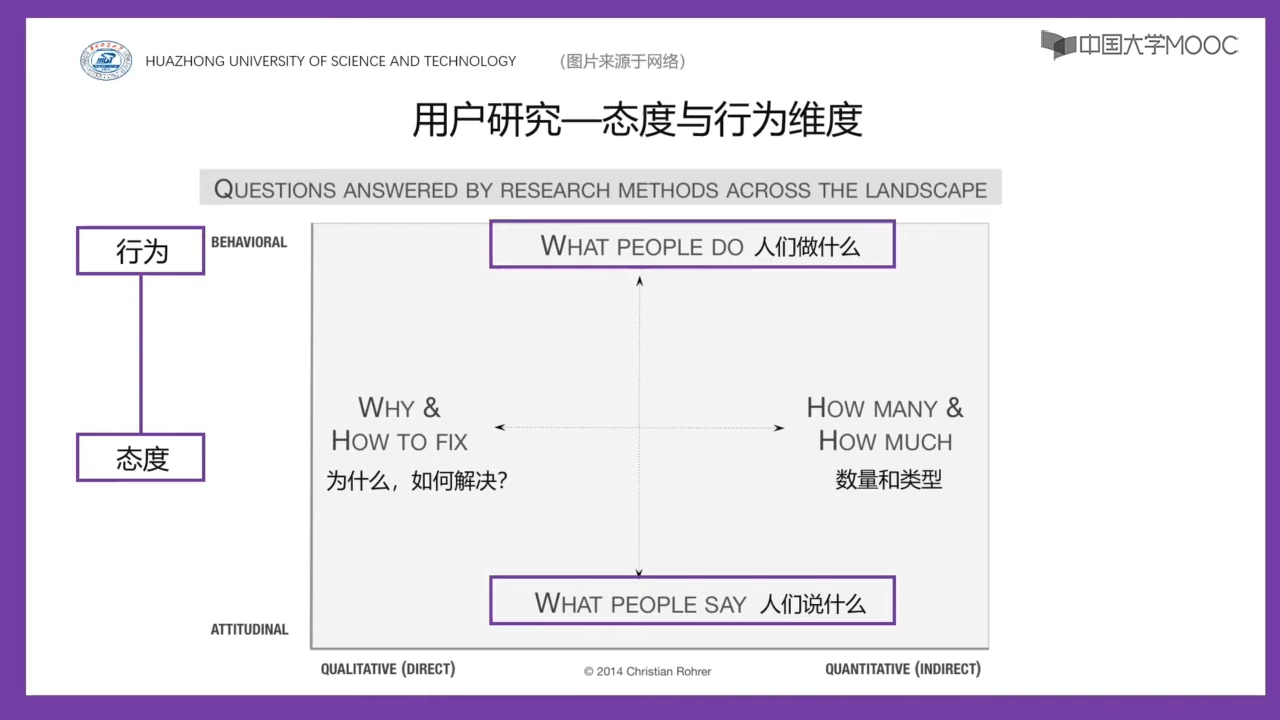 HUAZHONG UNIVERSITY OF SCIENCE AND TECHNOLOGY
(图片来源于网络)
中国大学MOOC
用户研究—态度与行为维度
QUESTIONS ANSWERED BY RESEARCH METHODS ACROSS THE LANDSCAPE
行为
BEHAVIORAL
WHAT PEOPLE DO 人们做什么
WHY &
HOW TO FIX
为什么，如何解决？
HOW MANY &
HOW MUCH
数量和类型
态度
WHAT PEOPLE SAY 人们说什么
ATTITUDINAL
QUALITATIVE (DIRECT)
© 2014 Christian Rohrer
QUANTITATIVE (INDIRECT)